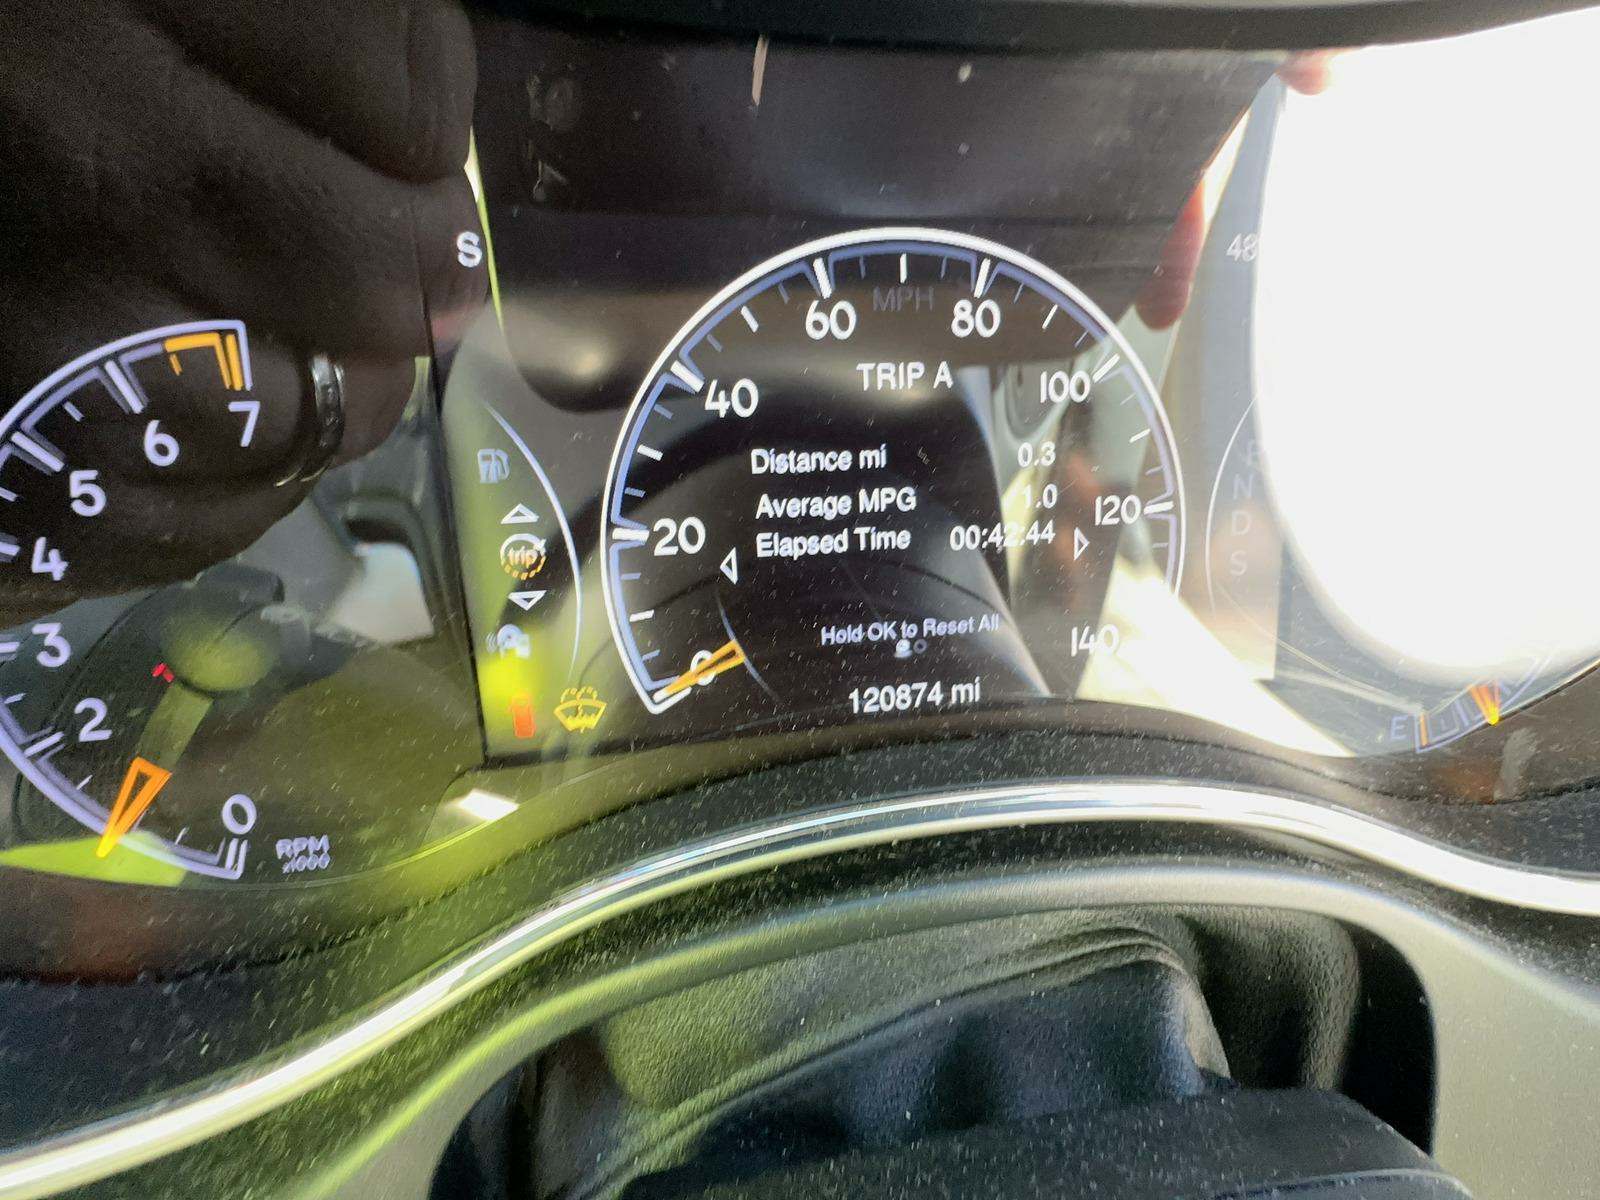 S
48
MPH
60
80
40
100
20
120
0
140
TRIP A
Distance mi 0.3
Average MPG 1.0
Elapsed Time 00:42:44
Hold OK to Reset All
120874 mi
trip
7
6
5
4
3
2
0
RPM
x1000
N
D
S
E